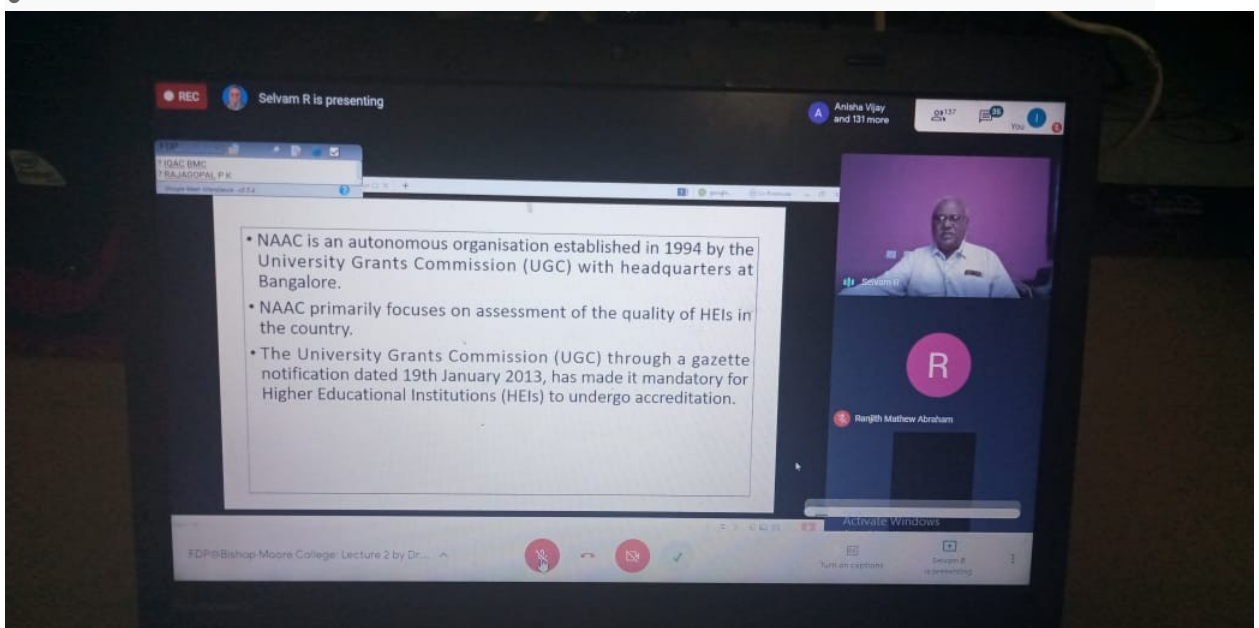 REC
Selvam R is presenting
A
Anisha Vijay
and 131 more
137
35
You
I
FDP
? IQAC BMC
? RAJAGOPAL P K
• NAAC is an autonomous organisation established in 1994 by the
University Grants Commission (UGC) with headquarters at
Bangalore.
• NAAC primarily focuses on assessment of the quality of HEIs in
the country.
• The University Grants Commission (UGC) through a gazette
notification dated 19th January 2013, has made it mandatory for
Higher Educational Institutions (HEIs) to undergo accreditation.
Selvam R
R
Ranjith Mathew Abraham
Activate Windows
FDP@Bishop Moore College: Lecture 2 by Dr...
Turn on captions
Selvam R
is presenting